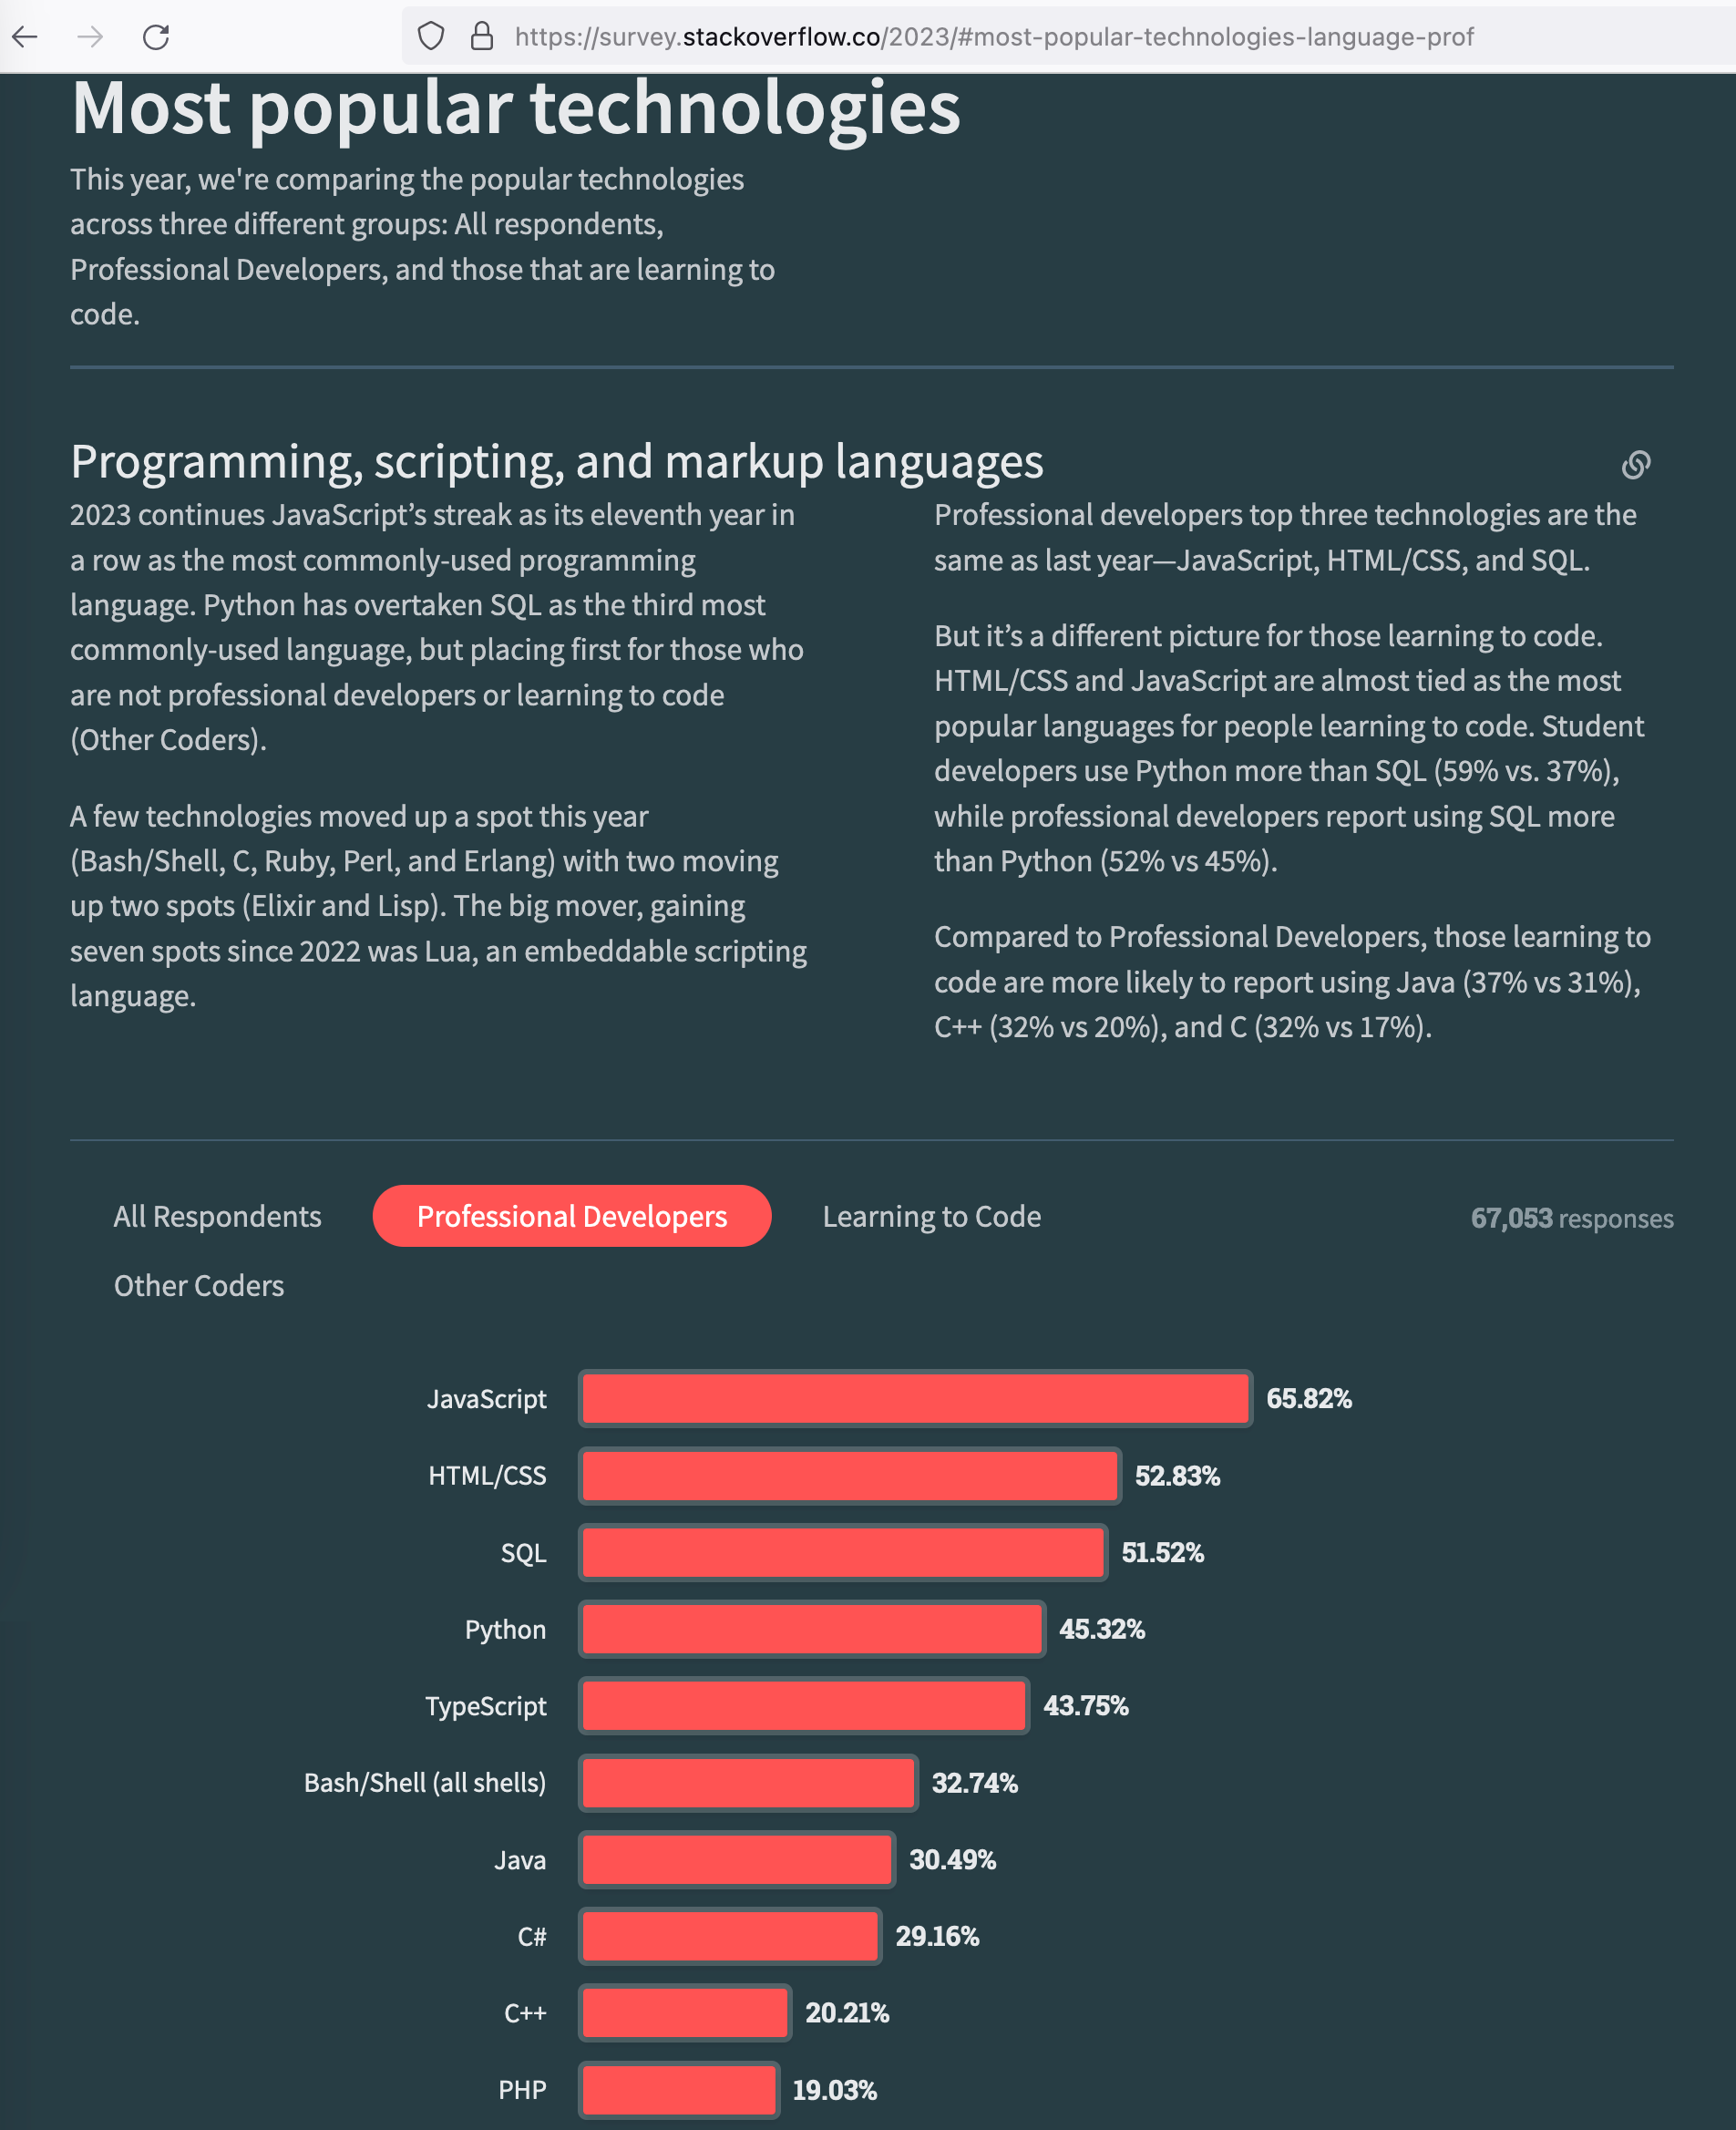 https://survey.stackoverflow.co/2023/#most-popular-technologies-language-prof
Most popular technologies
This year, we're comparing the popular technologies
across three different groups: All respondents,
Professional Developers, and those that are learning to
code.
Programming, scripting, and markup languages
2023 continues JavaScript’s streak as its eleventh year in
a row as the most commonly-used programming
language. Python has overtaken SQL as the third most
commonly-used language, but placing first for those who
are not professional developers or learning to code
(Other Coders).
A few technologies moved up a spot this year
(Bash/Shell, C, Ruby, Perl, and Erlang) with two moving
up two spots (Elixir and Lisp). The big mover, gaining
seven spots since 2022 was Lua, an embeddable scripting
language.
Professional developers top three technologies are the
same as last year—JavaScript, HTML/CSS, and SQL.
But it’s a different picture for those learning to code.
HTML/CSS and JavaScript are almost tied as the most
popular languages for people learning to code. Student
developers use Python more than SQL (59% vs. 37%),
while professional developers report using SQL more
than Python (52% vs 45%).
Compared to Professional Developers, those learning to
code are more likely to report using Java (37% vs 31%),
C++ (32% vs 20%), and C (32% vs 17%).
All Respondents Professional Developers Learning to Code 67,053 responses
Other Coders
JavaScript 65.82%
HTML/CSS 52.83%
SQL 51.52%
Python 45.32%
TypeScript 43.75%
Bash/Shell (all shells) 32.74%
Java 30.49%
C# 29.16%
C++ 20.21%
PHP 19.03%